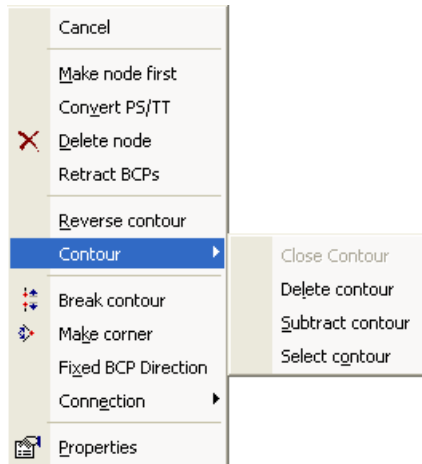 Cancel
Make node first
Convert PS/TT
Delete node
Retract BCPs
Reverse contour
Contour
Close Contour
Delete contour
Subtract contour
Select contour
Break contour
Make corner
Fixed BCP Direction
Connection
Properties